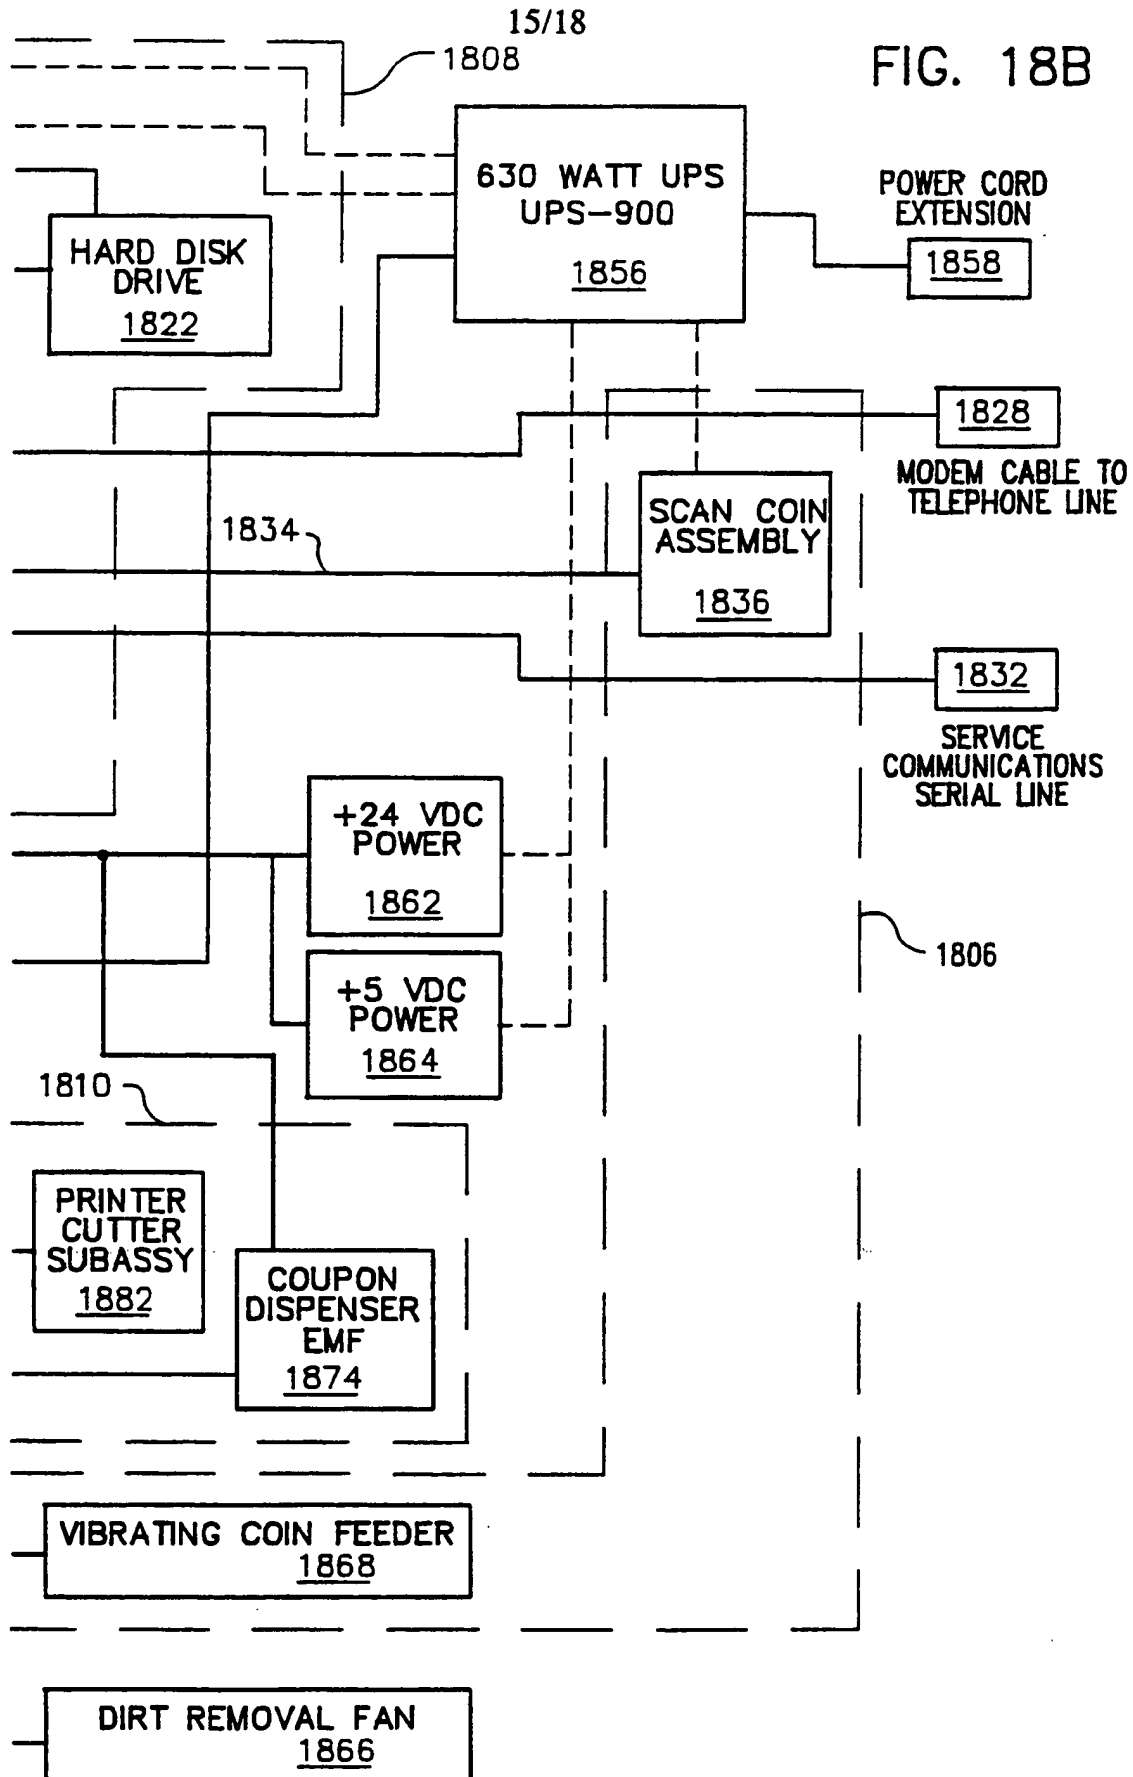 15/18
FIG. 18B
1808
630 WATT UPS
UPS-900
1856
POWER CORD
EXTENSION
1858
HARD DISK
DRIVE
1822
1828
MODEM CABLE TO
TELEPHONE LINE
1834
SCAN COIN
ASSEMBLY
1836
1832
SERVICE
COMMUNICATIONS
SERIAL LINE
+24 VDC
POWER
1862
1806
+5 VDC
POWER
1864
1810
PRINTER
CUTTER
SUBASSY
1882
COUPON
DISPENSER
EMF
1874
VIBRATING COIN FEEDER
1868
DIRT REMOVAL FAN
1866